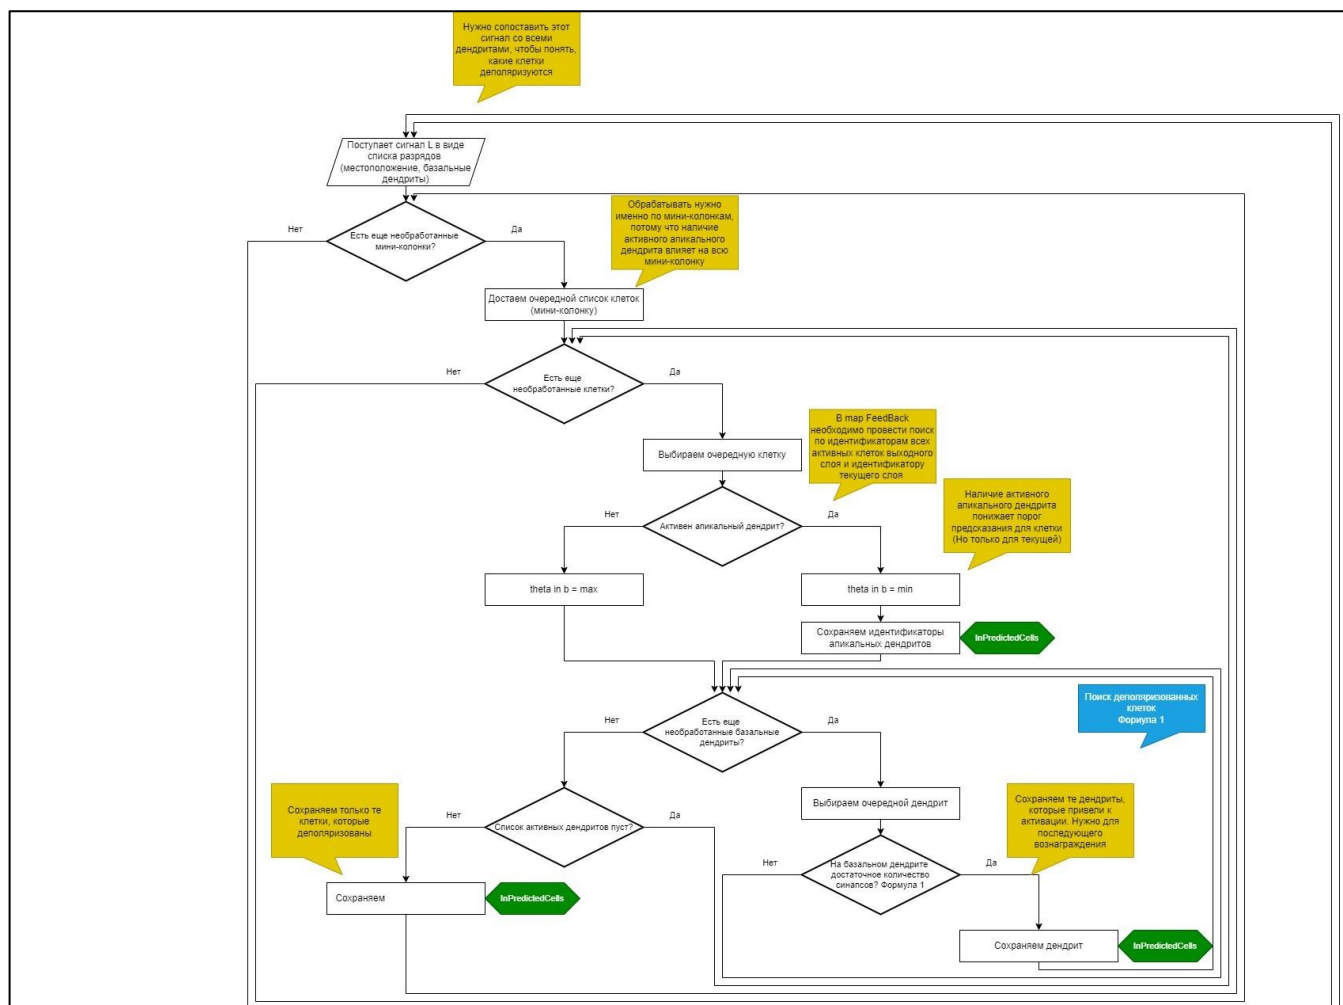 Нужно сопоставить этот
сигнал со всеми
дендритами, чтобы понять,
какие клетки
деполяризуются
Поступает сигнал L в виде
списка разрядов
(местоположение, базальные
дендриты)
Нет
Есть еще необработанные
мини-колонки?
Да
Обрабатывать нужно
именно по мини-колонкам,
потому что наличие
активного апикального
дендрита влияет на всю
мини-колонку
Достаем очередной список клеток
(мини-колонку)
Нет
Есть еще
необработанные клетки?
Да
В map FeedBack
необходимо провести поиск
по идентификаторам всех
активных клеток выходного
слоя и идентификатору
текущего слоя
Выбираем очередную клетку
Наличие активного
апикального дендрита
понижает порог
предсказания для клетки
(Но только для текущей)
Нет
Активен апикальный дендрит?
Да
theta in b = max
theta in b = min
Сохраняем идентификаторы
апикальных дендритов
InPredictedCells
Поиск деполяризованных
клеток
Формула 1
Нет
Есть еще
необработанные базальные
дендриты?
Да
Сохраняем только те
клетки, которые
деполяризованы
Нет
Список активных дендритов пуст?
Да
Выбираем очередной дендрит
Сохраняем те дендриты,
которые привели к
активации. Нужно для
последующего
вознаграждения
Нет
На базальном дендрите
достаточное количество
синапсов? Формула 1
Да
Сохраняем
InPredictedCells
Сохраняем дендрит
InPredictedCells